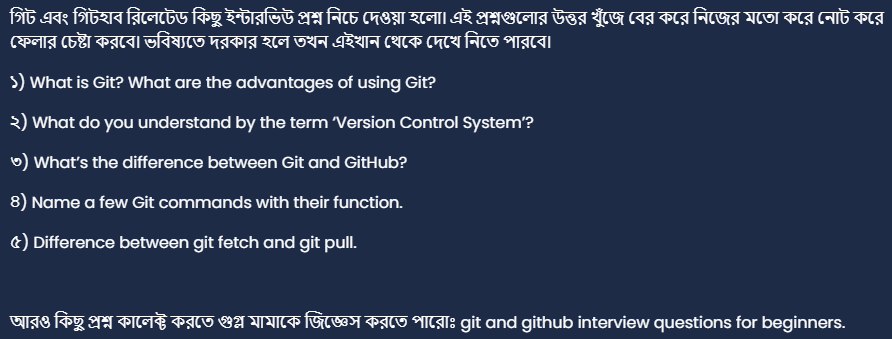 গিট এবং গিটহাব রিলেটেড কিছু ইন্টারভিউ প্রশ্ন নিচে দেওয়া হলো। এই প্রশ্নগুলোর উত্তর খুঁজে বের করে নিজের মতো করে নোট করে
ফেলার চেষ্টা করবে। ভবিষ্যতে দরকার হলে তখন এইখান থেকে দেখে নিতে পারবে।
১) What is Git? What are the advantages of using Git?
২) What do you understand by the term ‘Version Control System’?
৩) What’s the difference between Git and GitHub?
৪) Name a few Git commands with their function.
৫) Difference between git fetch and git pull.
আরও কিছু প্রশ্ন কালেক্ট করতে গুগ্ল মামাকে জিজ্ঞেস করতে পারোঃ git and github interview questions for beginners.